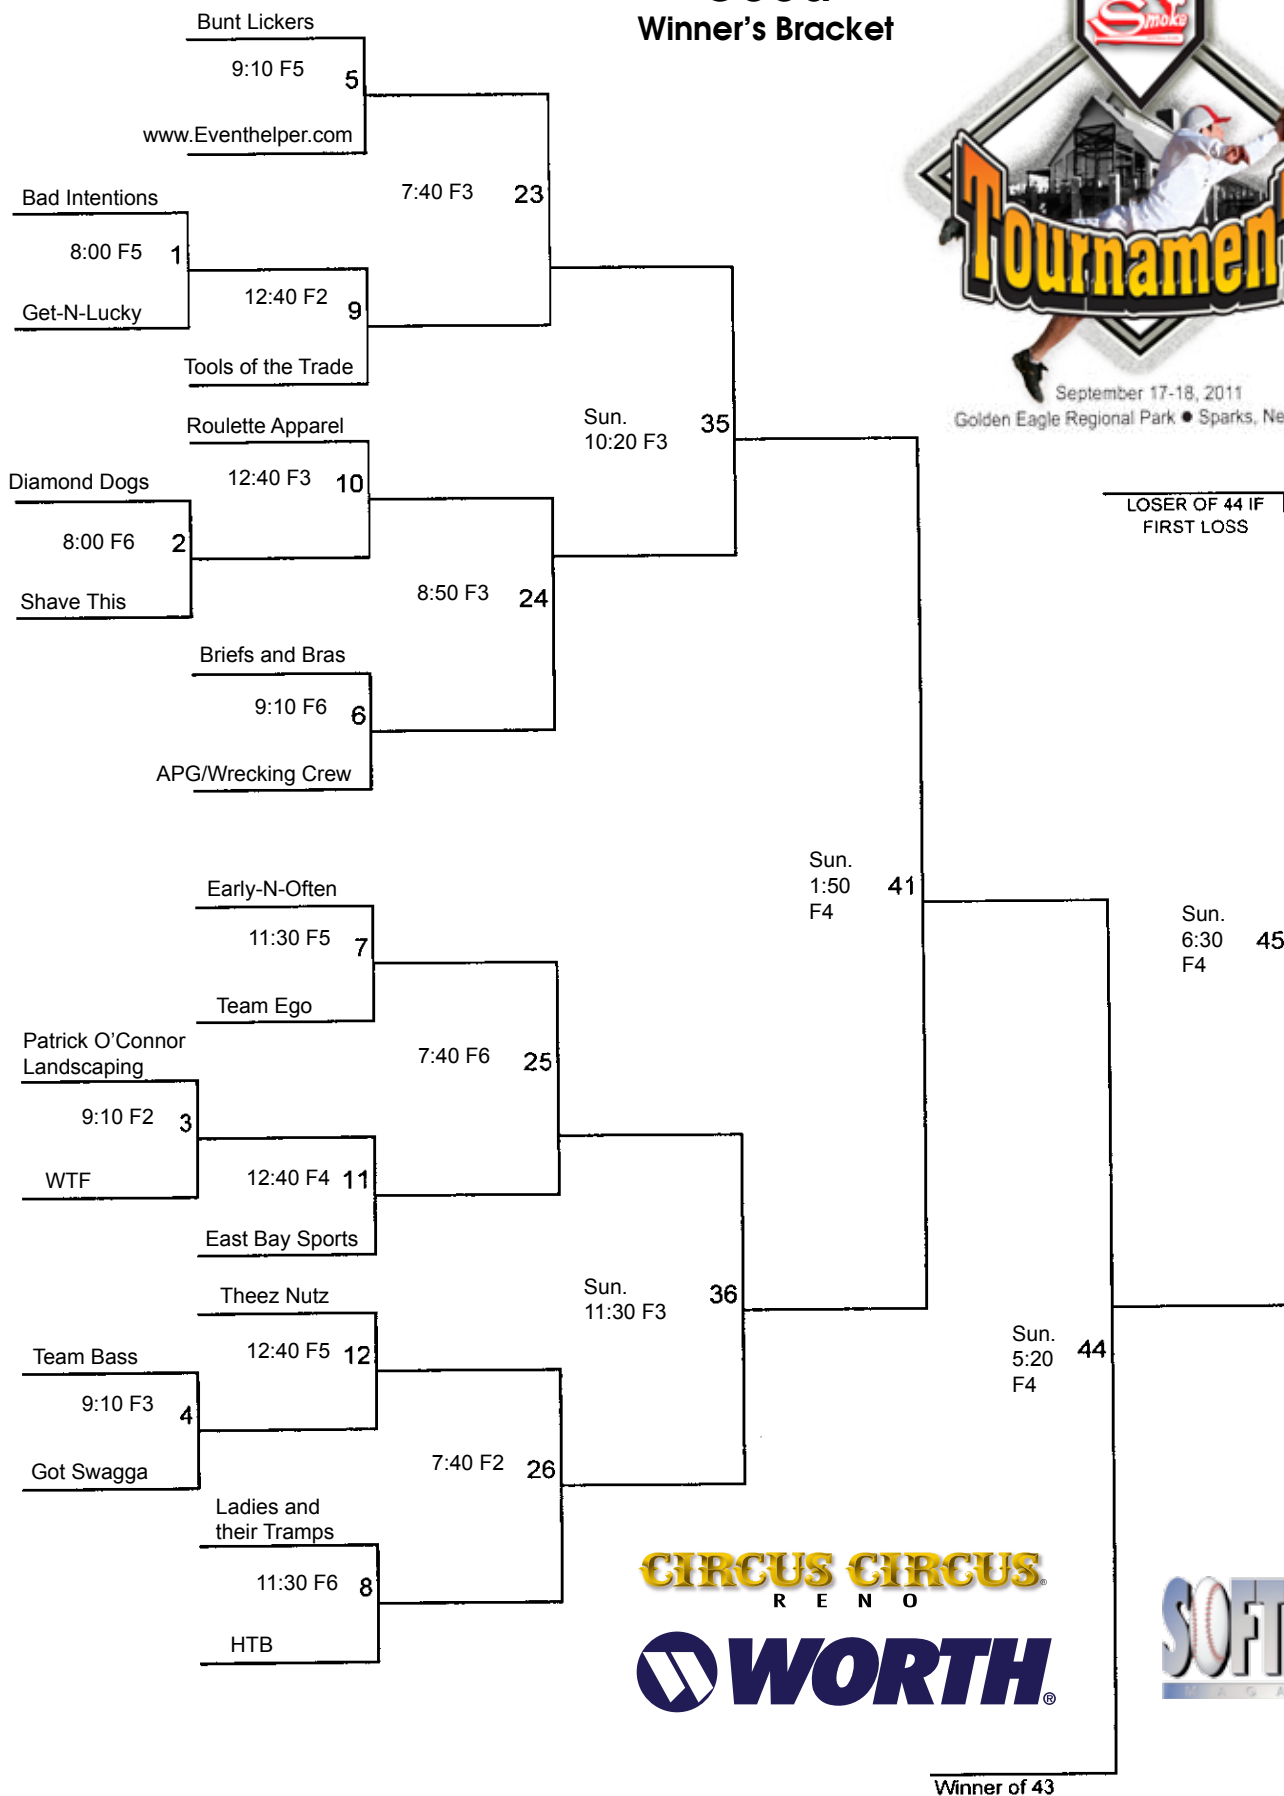 Winner's Bracket
Smoke
Tournamen
September 17-18, 2011
Golden Eagle Regional Park ● Sparks, Ne
Bunt Lickers
9:10 F5 5
www.Eventhelper.com
7:40 F3 23
Bad Intentions
8:00 F5 1
Get-N-Lucky
12:40 F2 9
Tools of the Trade
Sun.
10:20 F3 35
Roulette Apparel
12:40 F3 10
Diamond Dogs
8:00 F6 2
Shave This
8:50 F3 24
Briefs and Bras
9:10 F6 6
APG/Wrecking Crew
LOSER OF 44 IF
FIRST LOSS
Sun.
1:50 41
F4
Sun.
6:30 45
F4
Early-N-Often
11:30 F5 7
Team Ego
7:40 F6 25
Patrick O'Connor
Landscaping
9:10 F2 3
WTF
12:40 F4 11
East Bay Sports
Sun.
11:30 F3 36
Theez Nutz
12:40 F5 12
Team Bass
9:10 F3 4
Got Swagga
7:40 F2 26
Ladies and
their Tramps
11:30 F6 8
HTB
Sun.
5:20 44
F4
CIRCUS CIRCUS®
RENO
WORTH®
SOFT
M A G A
Winner of 43